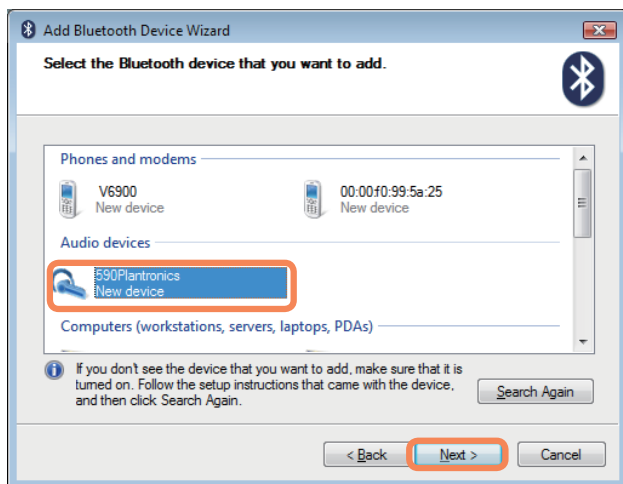 Add Bluetooth Device Wizard
Select the Bluetooth device that you want to add.
Phones and modems
V6900
New device
00:00:f0:99:5a:25
New device
Audio devices
590Plantronics
New device
Computers (workstations, servers, laptops, PDAs)
If you don't see the device that you want to add, make sure that it is
turned on. Follow the setup instructions that came with the device,
and then click Search Again.
Search Again
< Back
Next >
Cancel